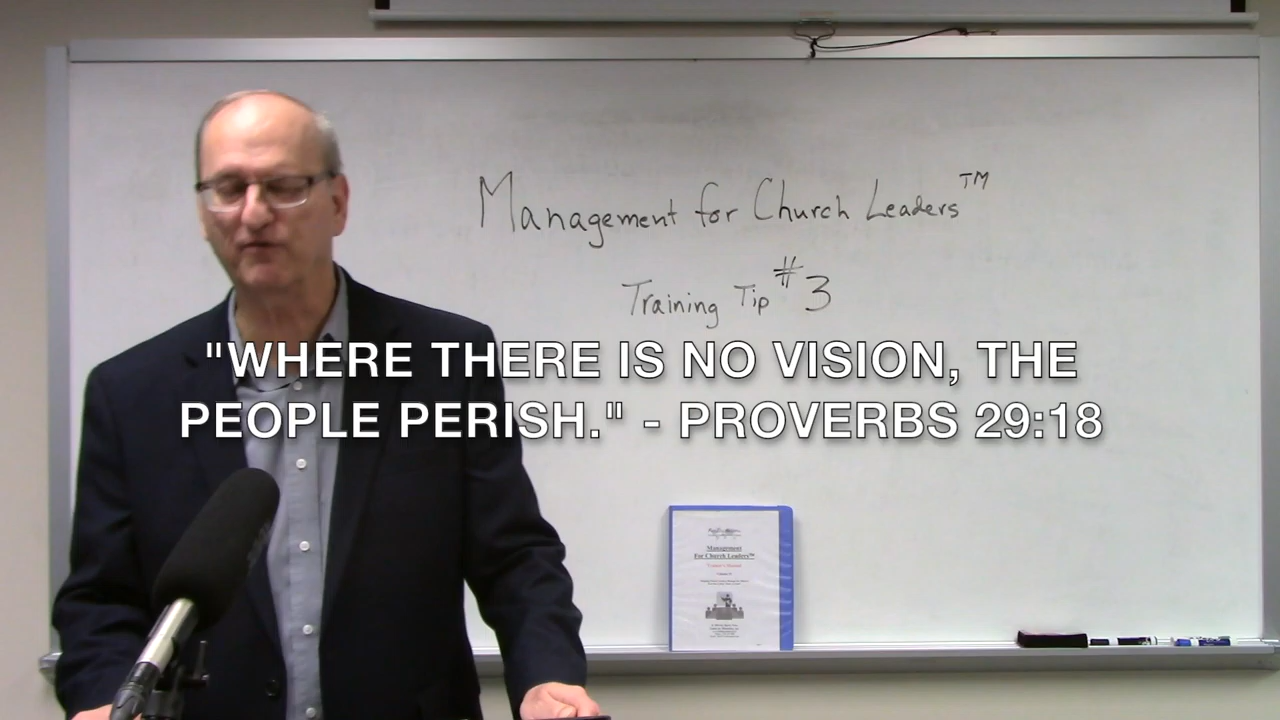 Management for Church Leaders™
Training Tip #3
"WHERE THERE IS NO VISION, THE
PEOPLE PERISH." - PROVERBS 29:18
Management
For Church Leaders™